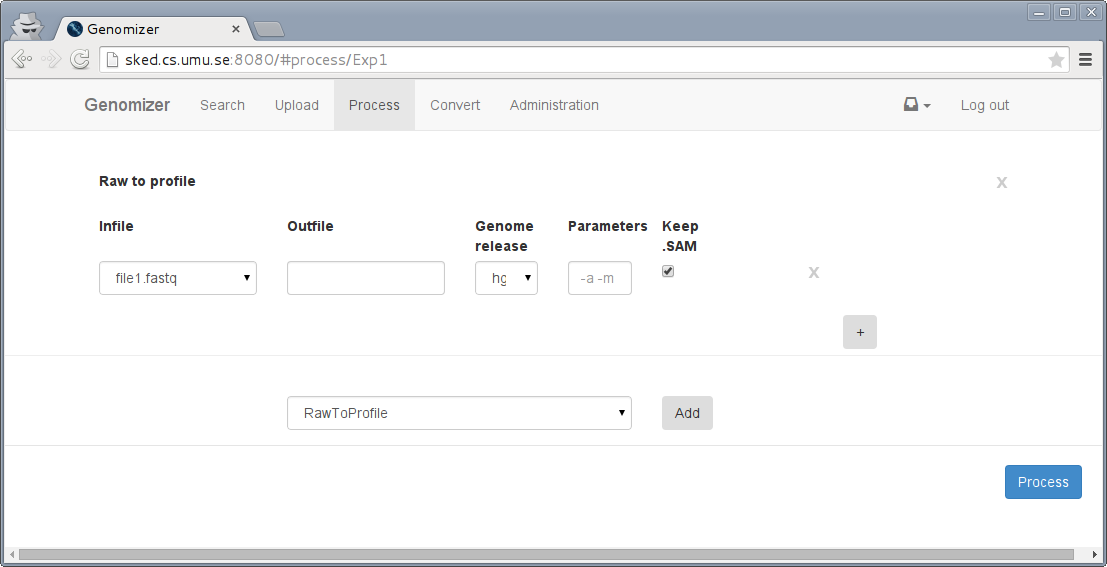 Genomizer ×
sked.cs.umu.se:8080/#process/Exp1
Genomizer Search Upload Process Convert Administration Log out
Raw to profile X
Infile Outfile Genome release Parameters Keep .SAM
file1.fastq hg -a -m X
+
RawToProfile Add
Process